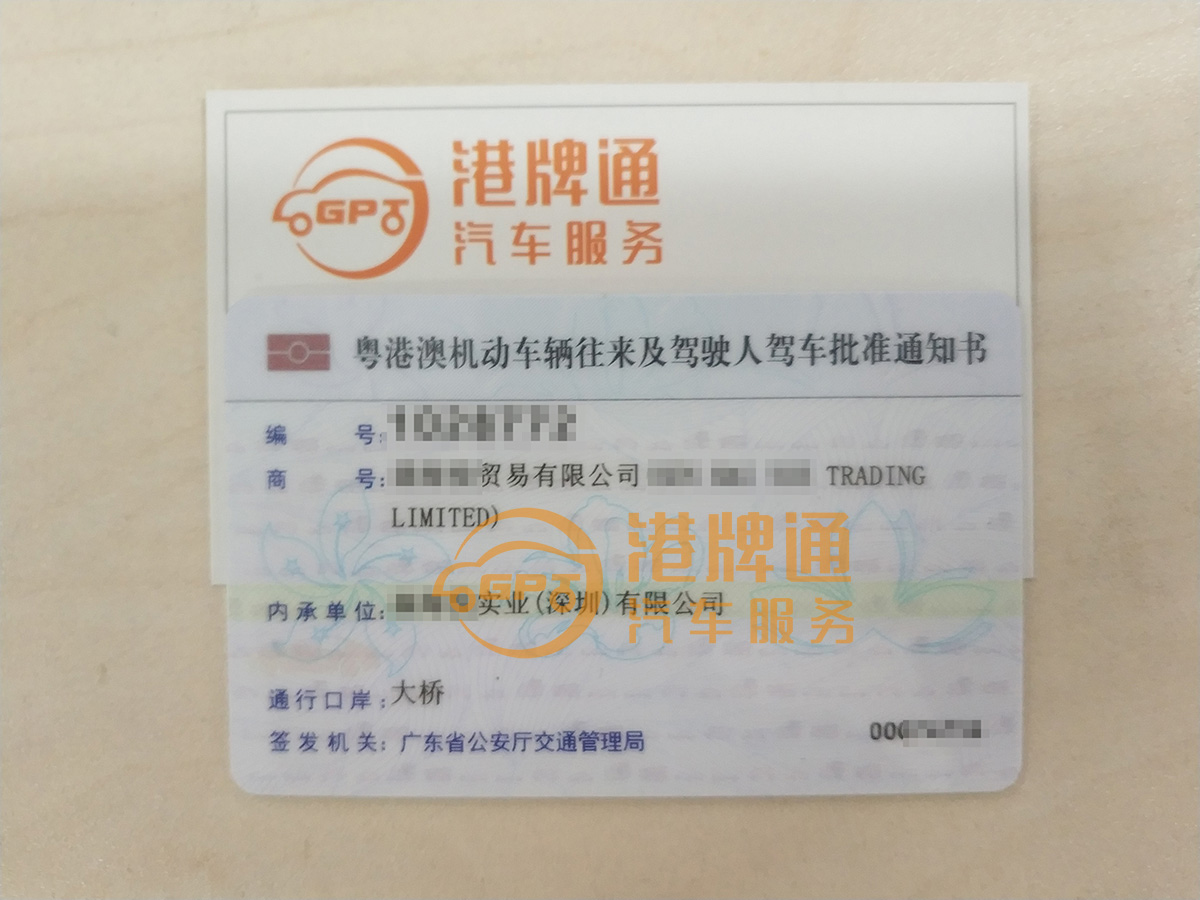 GPT
港牌通
汽车服务
粤港澳机动车辆往来及驾驶人驾车批准通知书
编号:
商号: 贸易有限公司 TRADING
LIMITED)
内承单位: 实业(深圳)有限公司
GPT
港牌通
汽车服务
通行口岸: 大桥
签发机关: 广东省公安厅交通管理局
000